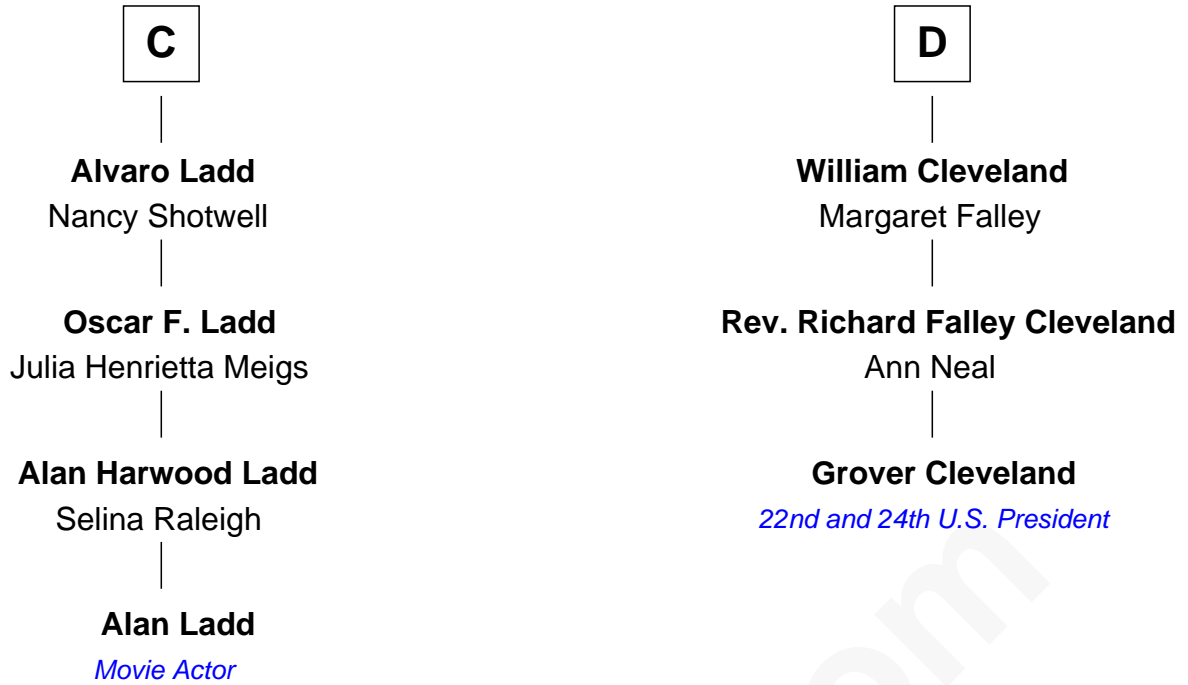 C
Alvaro Ladd
Nancy Shotwell
Oscar F. Ladd
Julia Henrietta Meigs
Alan Harwood Ladd
Selina Raleigh
Alan Ladd
Movie Actor
D
William Cleveland
Margaret Falley
Rev. Richard Falley Cleveland
Ann Neal
Grover Cleveland
22nd and 24th U.S. President
om